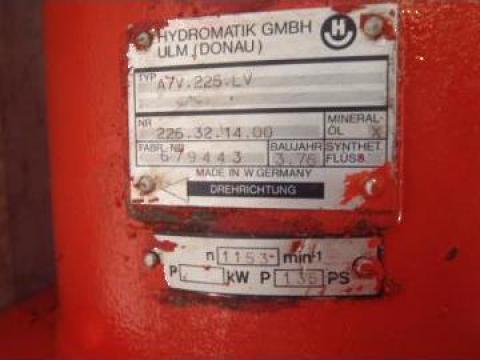 HYDROMATIK GMBH
ULM (DONAU)
H
TYP A7V.225.LV
NR
226.32.14.00
MINERAL-
ÖL X
FABR.-NR
679443
BAUJAHR
3.76
SYNTHET.
FLÜSS.
MADE IN W.GERMANY
DREHRICHTUNG
n 1153 min-1
P kW P 135 PS